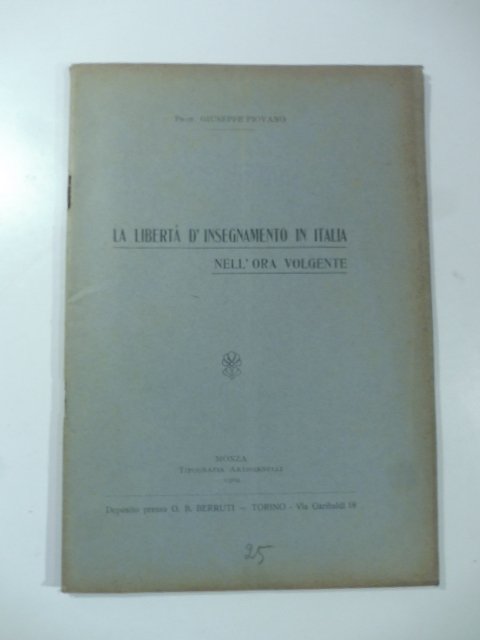 Prof. GIUSEPPE PIOVANO
LA LIBERTÀ D' INSEGNAMENTO IN ITALIA
NELL' ORA VOLGENTE
MONZA
TIPOGRAFIA ARTIGIANELLI
Deposito presso G. B. BERRUTI — TORINO - Via Garibaldi
25